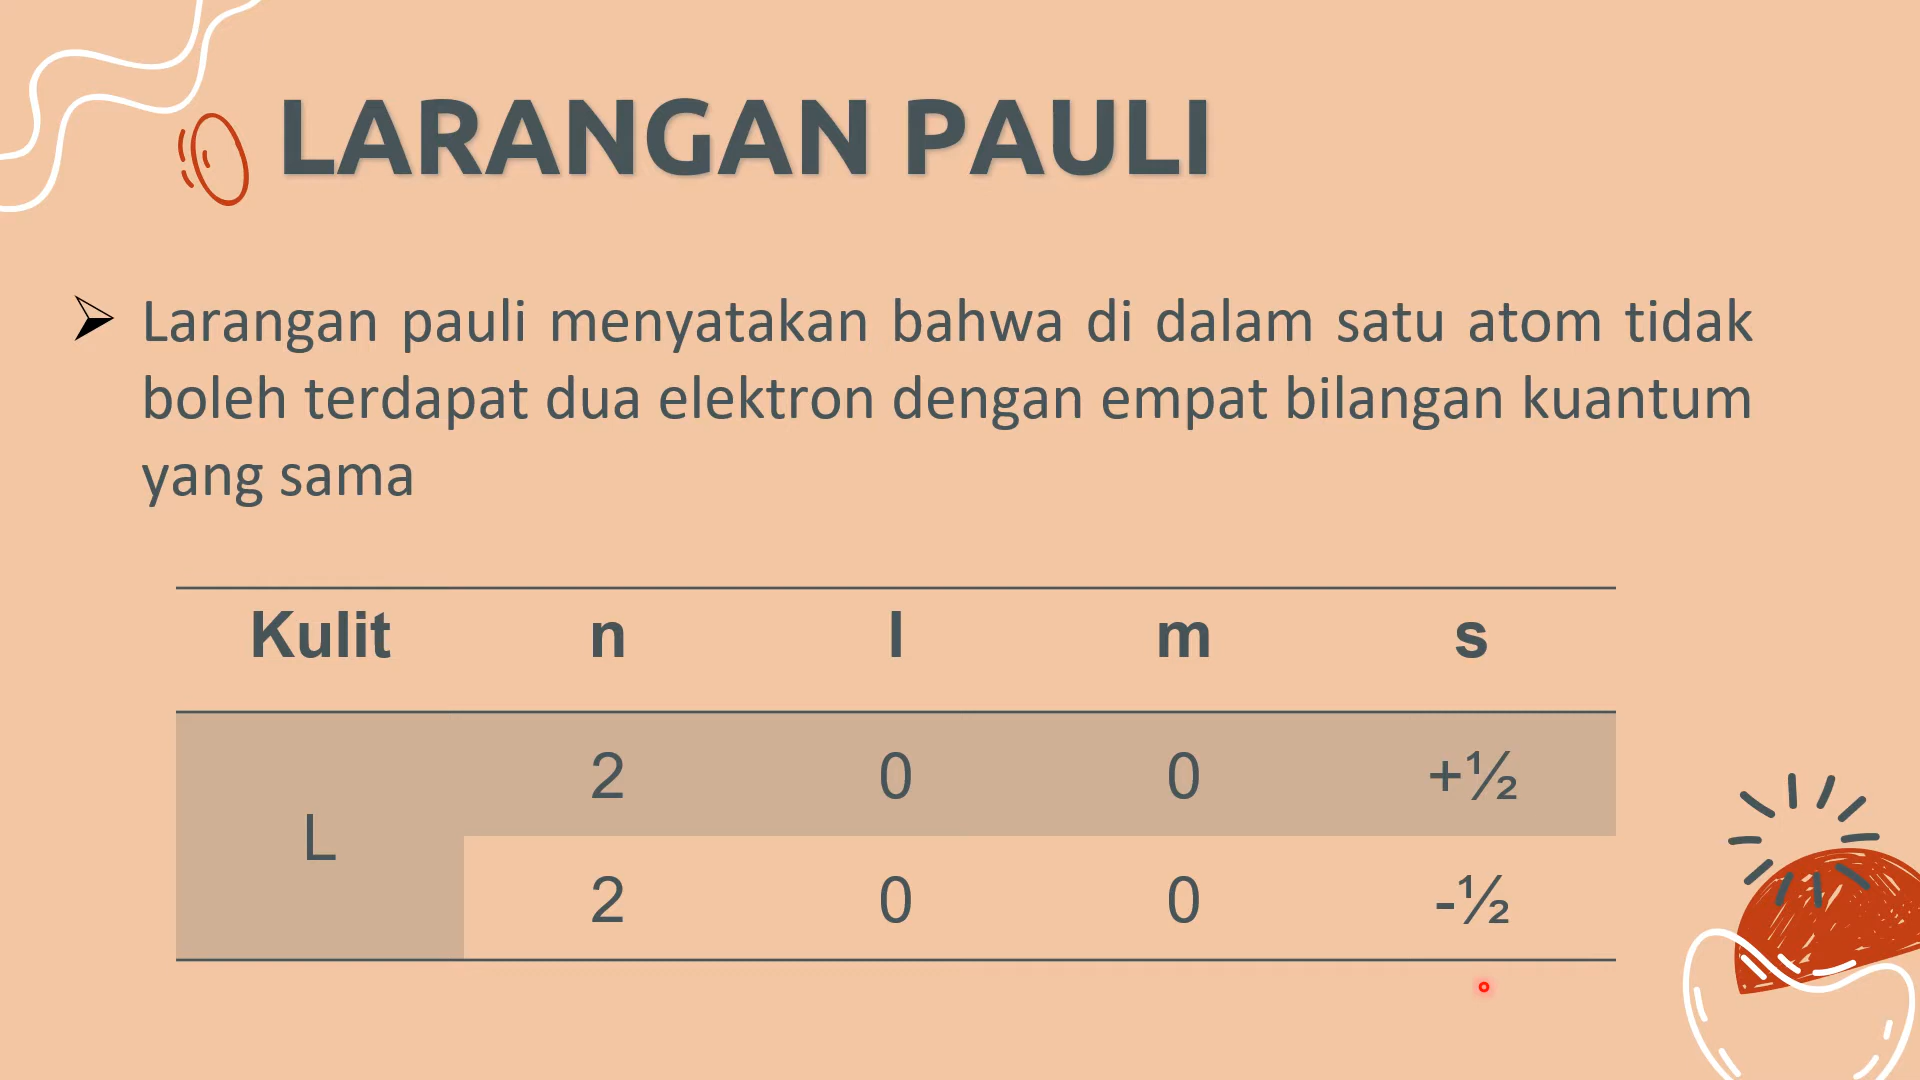 LARANGAN PAULI
Larangan pauli menyatakan bahwa di dalam satu atom tidak
boleh terdapat dua elektron dengan empat bilangan kuantum
yang sama
Kulit n l m s
L
2 0 0 +½
2 0 0 -½